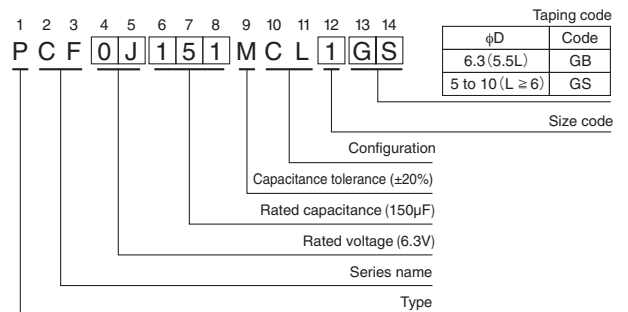 1 2 3 4 5 6 7 8 9 10 11 12 13 14
P C F 0 J 1 5 1 M C L 1 G S
Taping code
φD Code
6.3(5.5L) GB
5 to 10(L ≧ 6) GS
Size code
Configuration
Capacitance tolerance (±20%)
Rated capacitance (150μF)
Rated voltage (6.3V)
Series name
Type